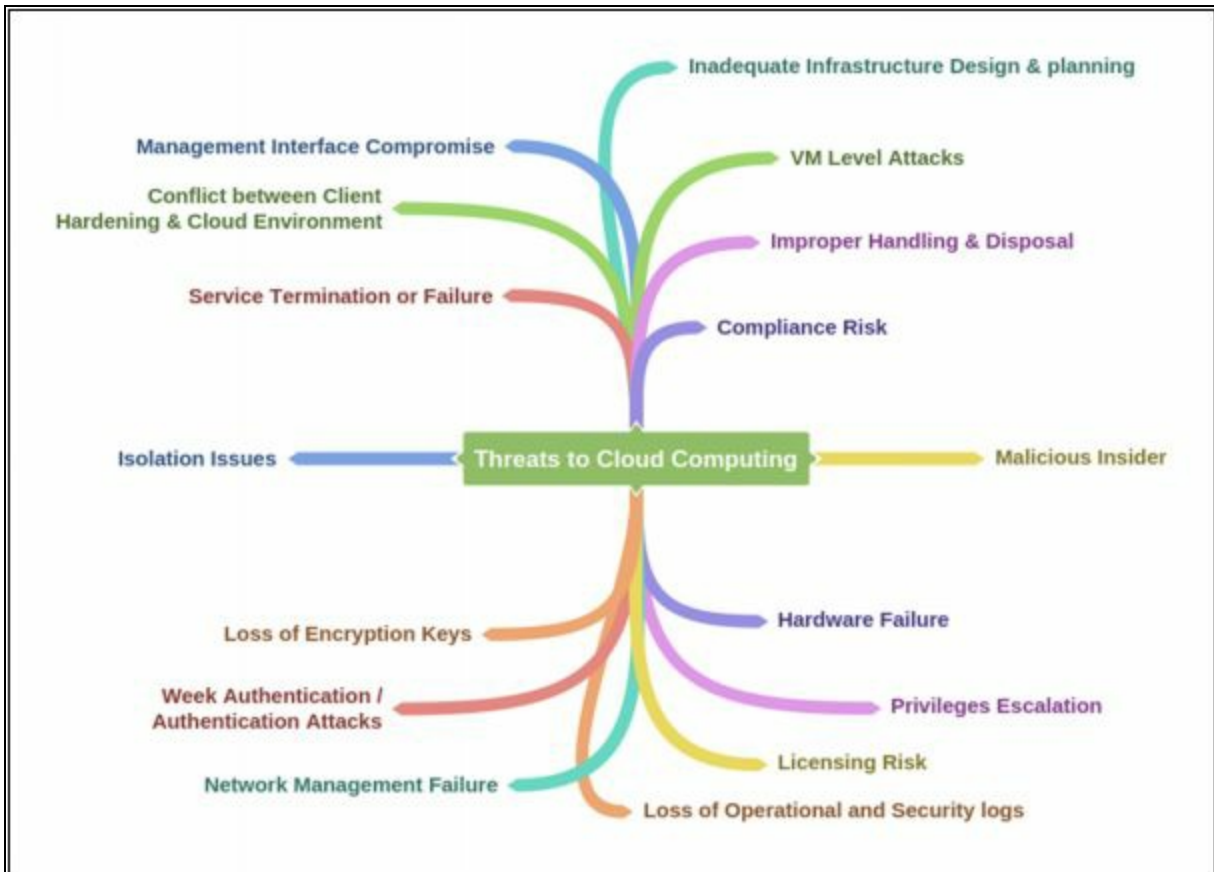 Inadequate Infrastructure Design & planning
Management Interface Compromise
VM Level Attacks
Conflict between Client
Hardening & Cloud Environment
Improper Handling & Disposal
Service Termination or Failure
Compliance Risk
Isolation Issues
Threats to Cloud Computing
Malicious Insider
Loss of Encryption Keys
Hardware Failure
Week Authentication /
Authentication Attacks
Privileges Escalation
Licensing Risk
Network Management Failure
Loss of Operational and Security logs